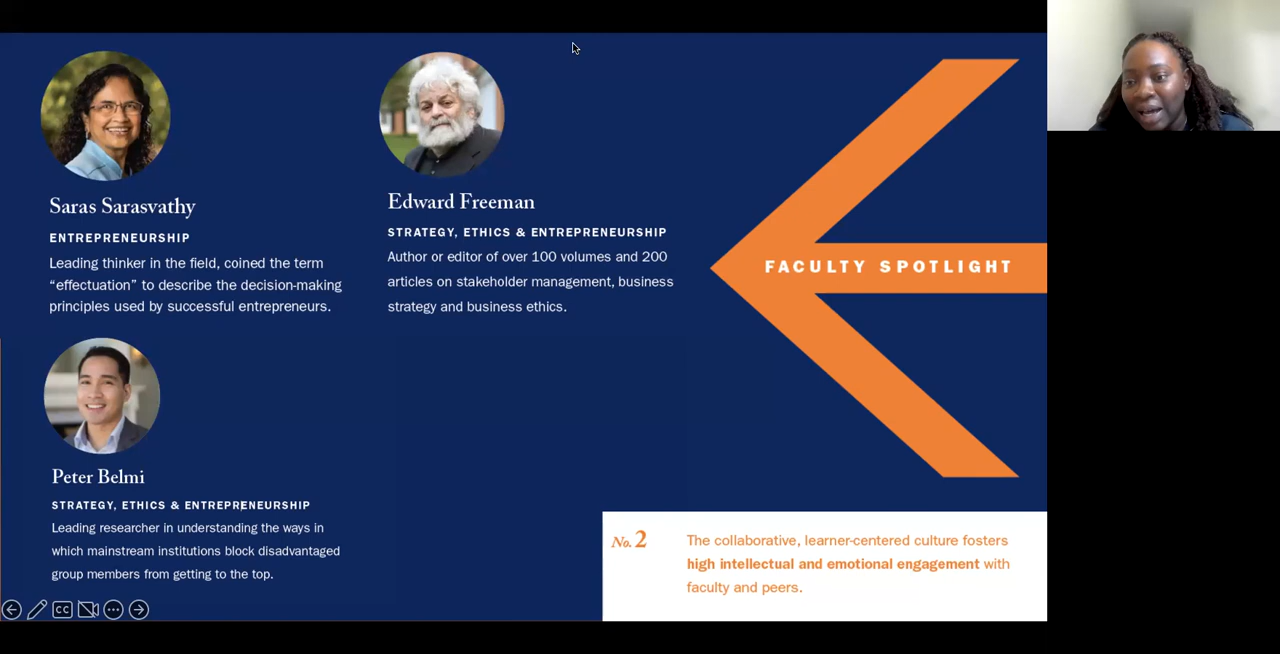 Saras Sarasvathy
ENTREPRENEURSHIP
Leading thinker in the field, coined the term
“effectuation” to describe the decision-making
principles used by successful entrepreneurs.
Edward Freeman
STRATEGY, ETHICS & ENTREPRENEURSHIP
Author or editor of over 100 volumes and 200
articles on stakeholder management, business
strategy and business ethics.
Peter Belmi
STRATEGY, ETHICS & ENTREPRENEURSHIP
Leading researcher in understanding the ways in
which mainstream institutions block disadvantaged
group members from getting to the top.
FACULTY SPOTLIGHT
No. 2
The collaborative, learner-centered culture fosters
high intellectual and emotional engagement with
faculty and peers.
CC